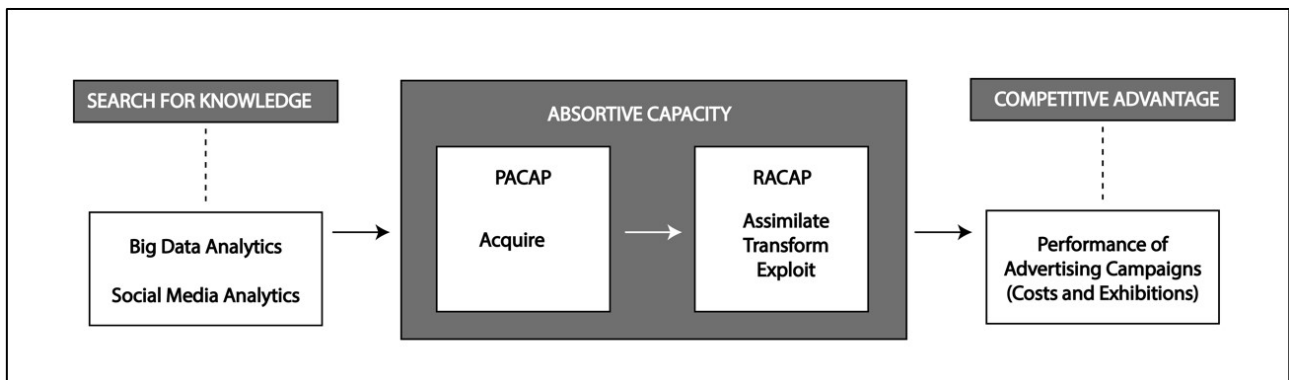 SEARCH FOR KNOWLEDGE
Big Data Analytics
Social Media Analytics
ABSORTIVE CAPACITY
PACAP
Acquire
RACAP
Assimilate
Transform
Exploit
COMPETITIVE ADVANTAGE
Performance of
Advertising Campaigns
(Costs and Exhibitions)